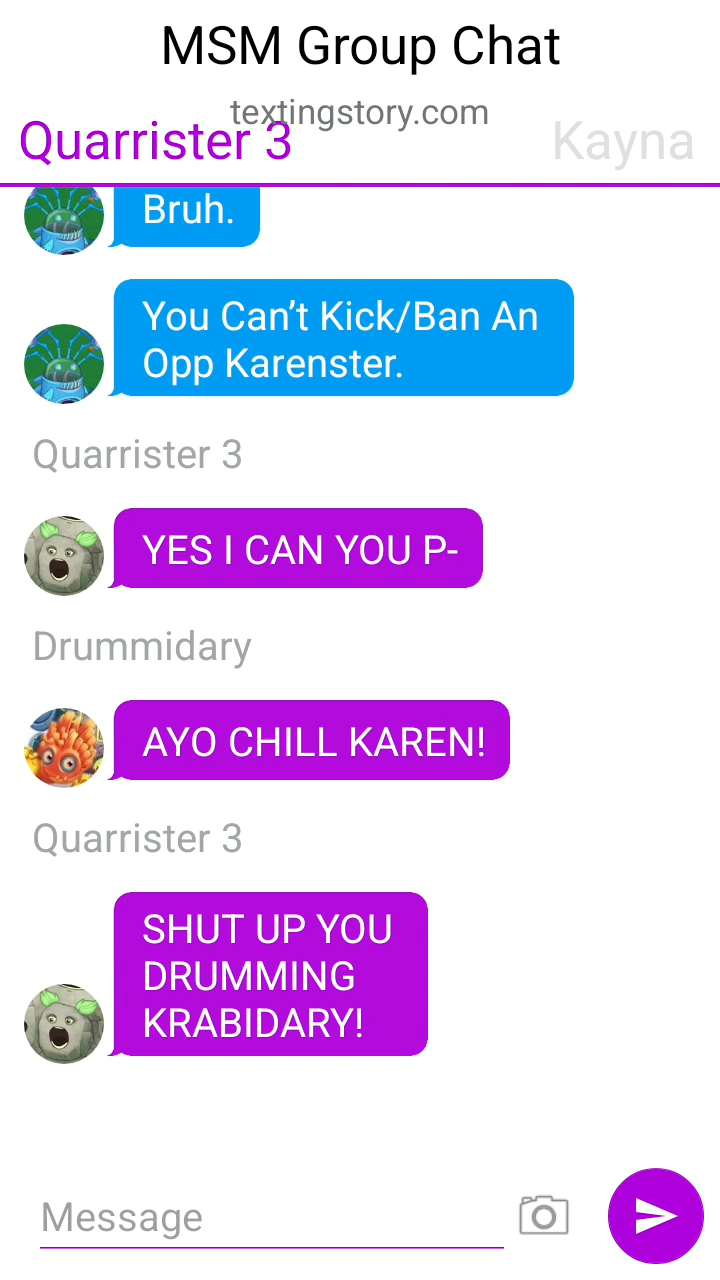 MSM Group Chat
textingstory.com
Quarrister 3
Kayna
Bruh.
You Can’t Kick/Ban An
Opp Karenster.
Quarrister 3
YES I CAN YOU P-
Drummidary
AYO CHILL KAREN!
Quarrister 3
SHUT UP YOU
DRUMMING
KRABIDARY!
Message